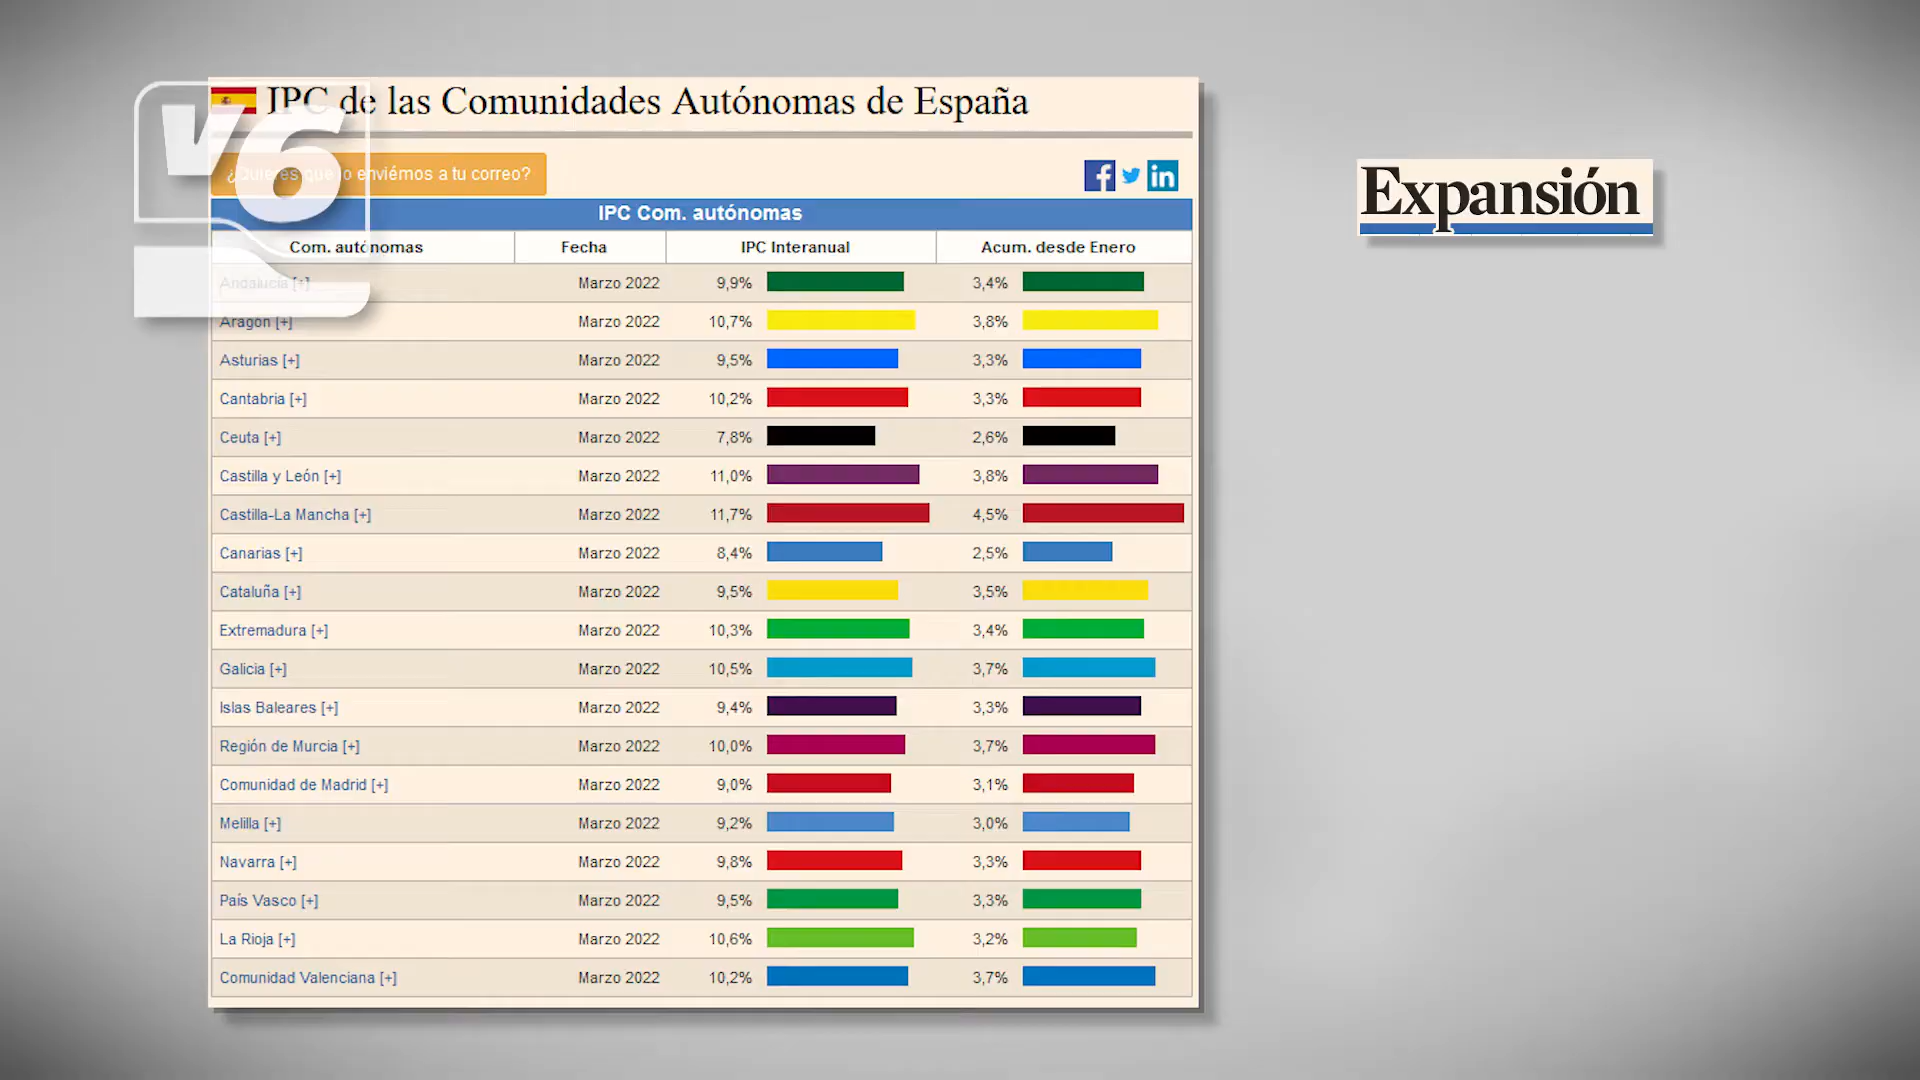 IPC de las Comunidades Autónomas de España
V6
¿Quieres que lo enviémos a tu correo?
Expansión
IPC Com. autónomas
Com. autónomas Fecha IPC Interanual Acum. desde Enero
Andalucía [+] Marzo 2022 9,9% 3,4%
Aragón [+] Marzo 2022 10,7% 3,8%
Asturias [+] Marzo 2022 9,5% 3,3%
Cantabria [+] Marzo 2022 10,2% 3,3%
Ceuta [+] Marzo 2022 7,8% 2,6%
Castilla y León [+] Marzo 2022 11,0% 3,8%
Castilla-La Mancha [+] Marzo 2022 11,7% 4,5%
Canarias [+] Marzo 2022 8,4% 2,5%
Cataluña [+] Marzo 2022 9,5% 3,5%
Extremadura [+] Marzo 2022 10,3% 3,4%
Galicia [+] Marzo 2022 10,5% 3,7%
Islas Baleares [+] Marzo 2022 9,4% 3,3%
Región de Murcia [+] Marzo 2022 10,0% 3,7%
Comunidad de Madrid [+] Marzo 2022 9,0% 3,1%
Melilla [+] Marzo 2022 9,2% 3,0%
Navarra [+] Marzo 2022 9,8% 3,3%
País Vasco [+] Marzo 2022 9,5% 3,3%
La Rioja [+] Marzo 2022 10,6% 3,2%
Comunidad Valenciana [+] Marzo 2022 10,2% 3,7%